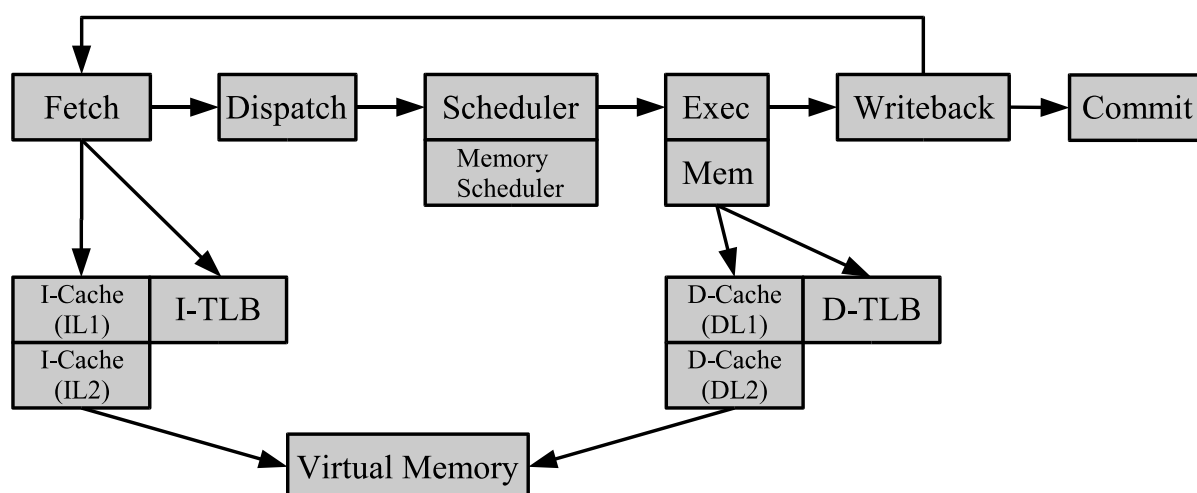 Fetch
Dispatch
Scheduler
Exec
Writeback
Commit
Memory
Scheduler
Mem
I-Cache
(IL1)
I-TLB
D-Cache
(DL1)
D-TLB
I-Cache
(IL2)
D-Cache
(DL2)
Virtual Memory